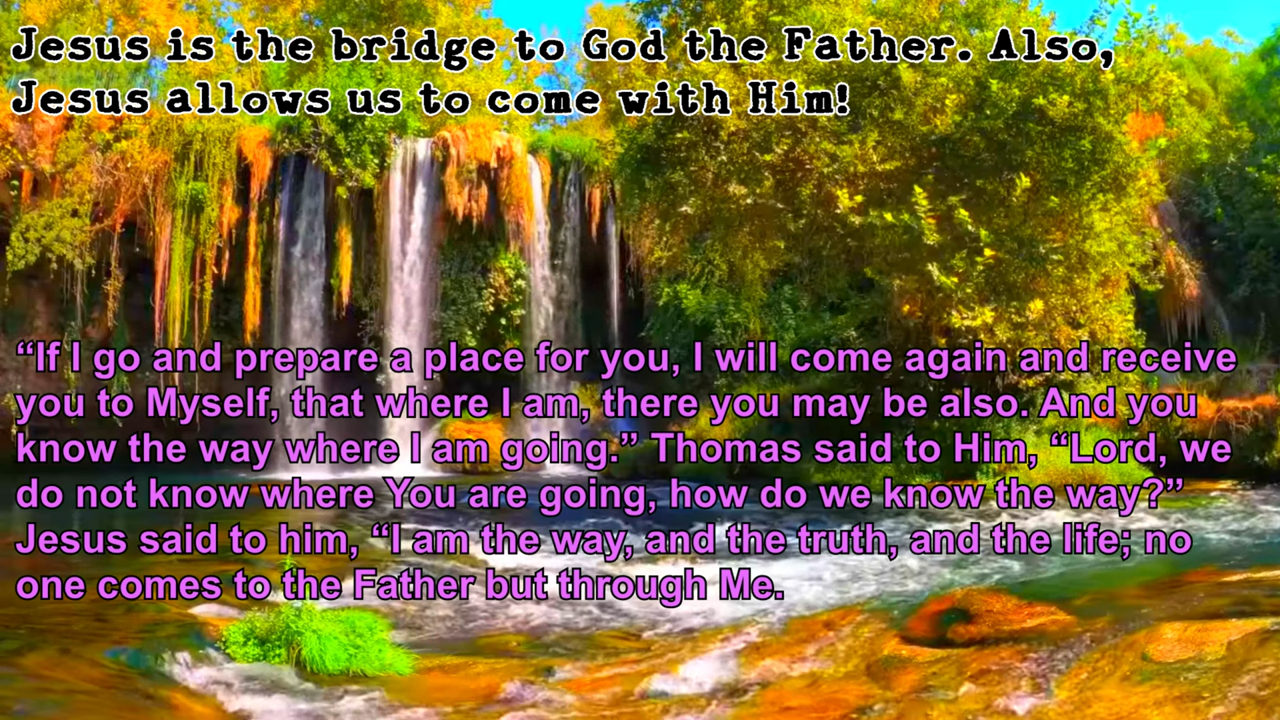 Jesus is the bridge to God the Father. Also,
Jesus allows us to come with Him!
“If I go and prepare a place for you, I will come again and receive
you to Myself, that where I am, there you may be also. And you
know the way where I am going.” Thomas said to Him, “Lord, we
do not know where You are going, how do we know the way?”
Jesus said to him, “I am the way, and the truth, and the life; no
one comes to the Father but through Me.